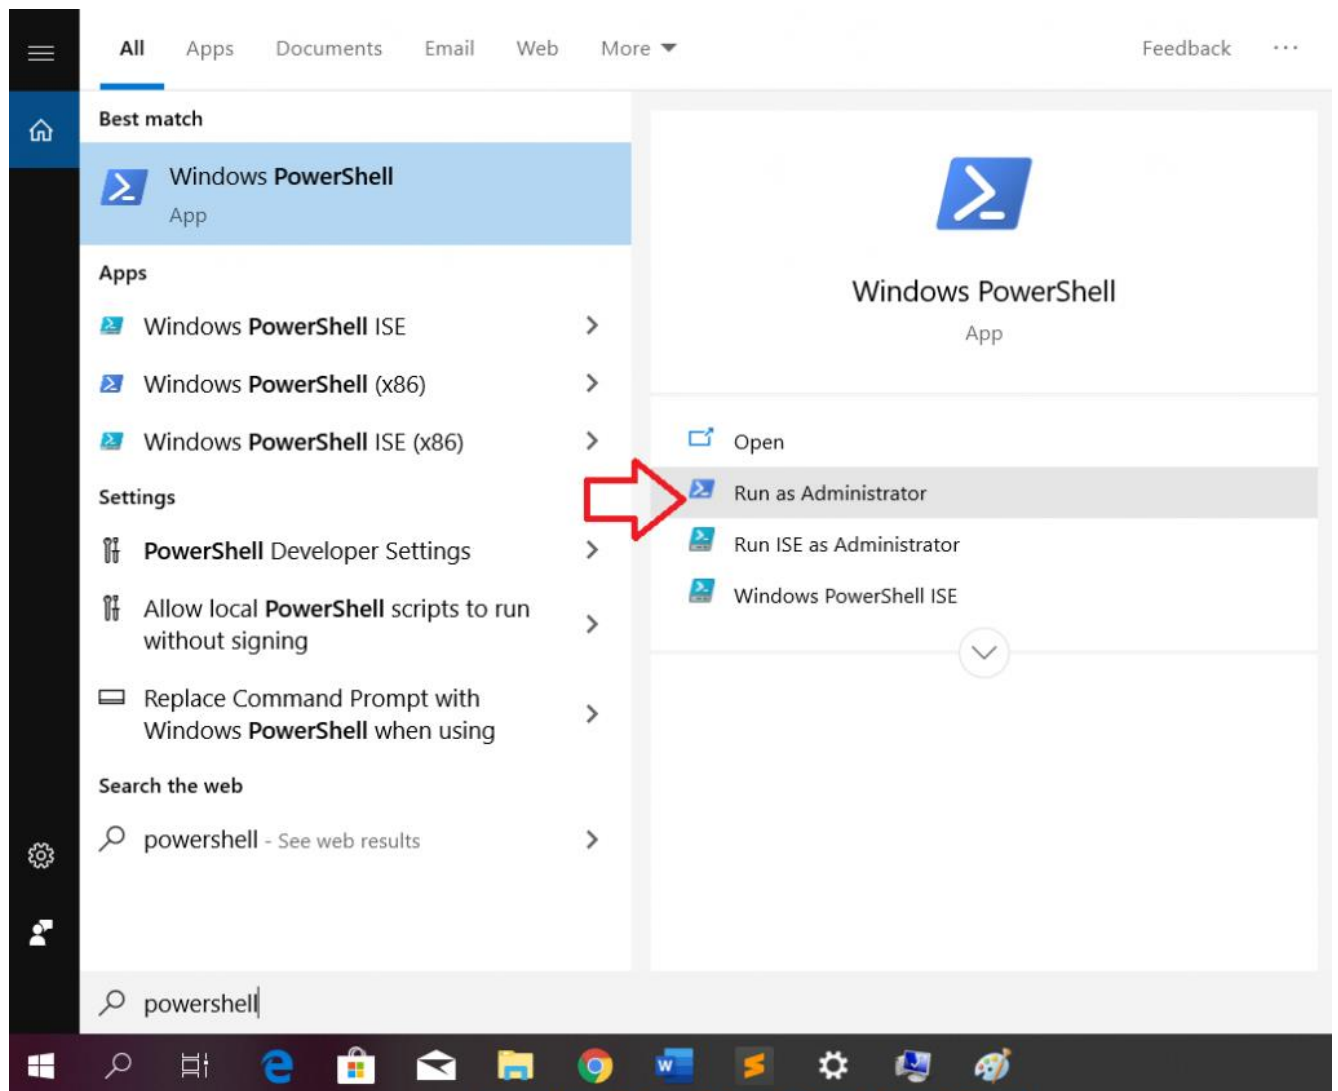 All Apps Documents Email Web More Feedback ...
Best match
Windows PowerShell
App
Apps
Windows PowerShell ISE
Windows PowerShell (x86)
Windows PowerShell ISE (x86)
Settings
PowerShell Developer Settings
Allow local PowerShell scripts to run
without signing
Replace Command Prompt with
Windows PowerShell when using
Search the web
powershell - See web results
powershell
Windows PowerShell
App
Open
Run as Administrator
Run ISE as Administrator
Windows PowerShell ISE